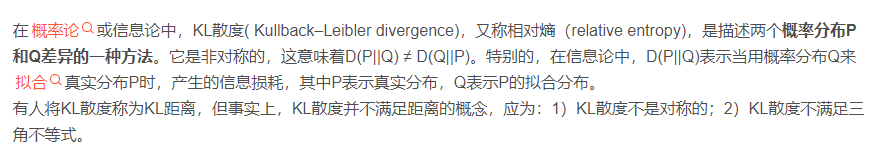 在 概率论 或信息论中，KL散度( Kullback–Leibler divergence)，又称相对熵（relative entropy)，是描述两个概率分布P
和Q差异的一种方法。它是非对称的，这意味着D(P||Q) ≠ D(Q||P)。特别的，在信息论中，D(P||Q)表示当用概率分布Q来
拟合 真实分布P时，产生的信息损耗，其中P表示真实分布，Q表示P的拟合分布。
有人将KL散度称为KL距离，但事实上，KL散度并不满足距离的概念，应为：1）KL散度不是对称的；2）KL散度不满足三
角不等式。